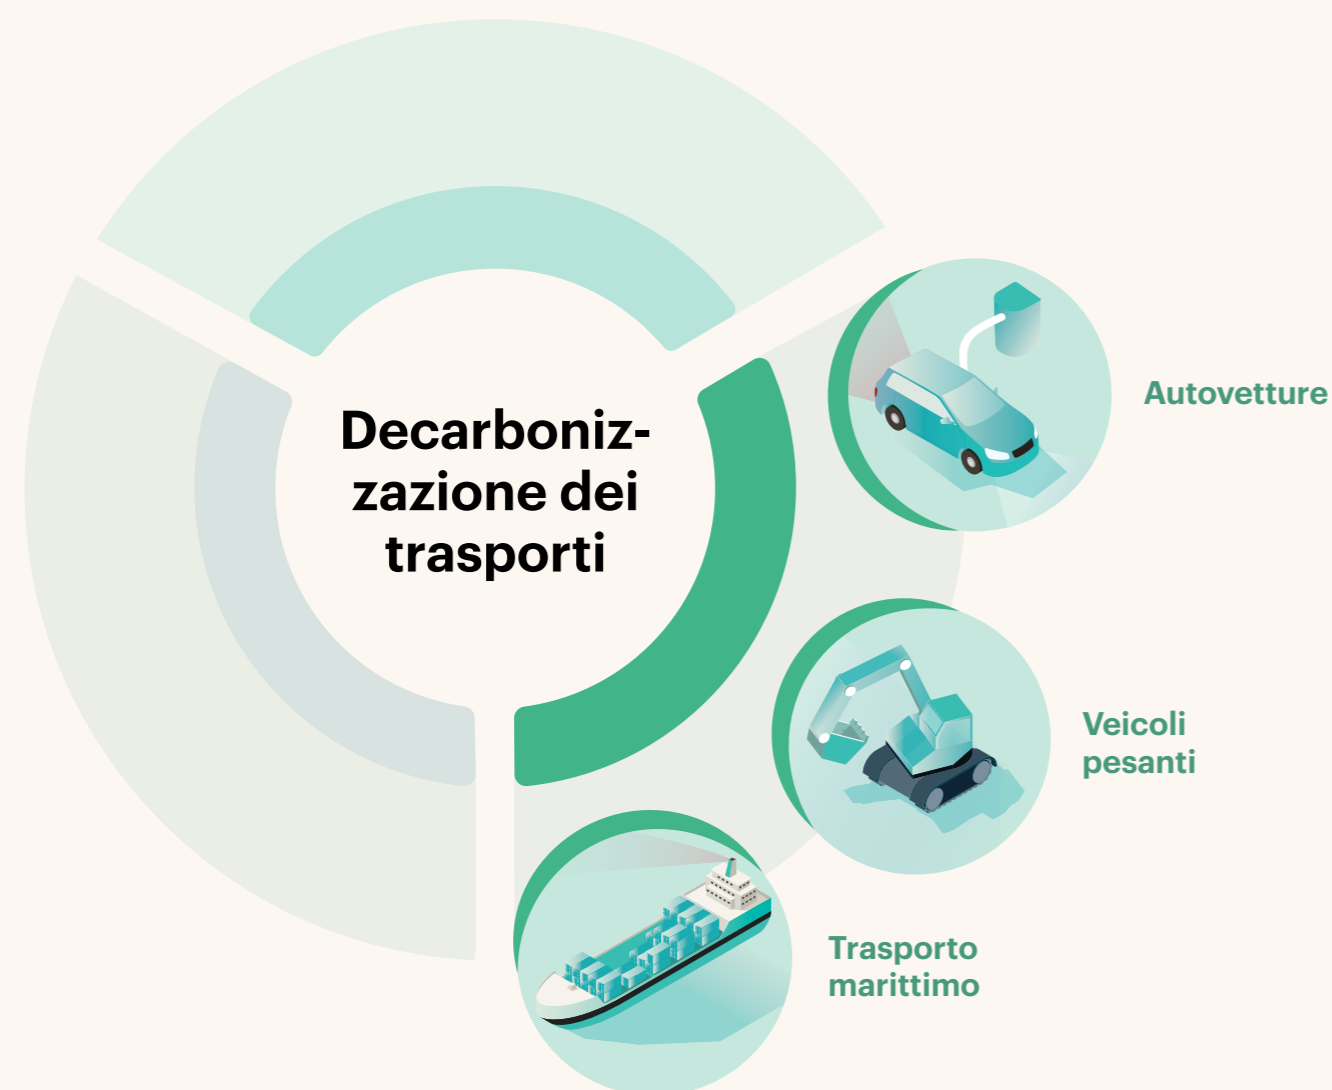 Decarboniz-
zazione dei
trasporti
Autovetture
Veicoli
pesanti
Trasporto
marittimo